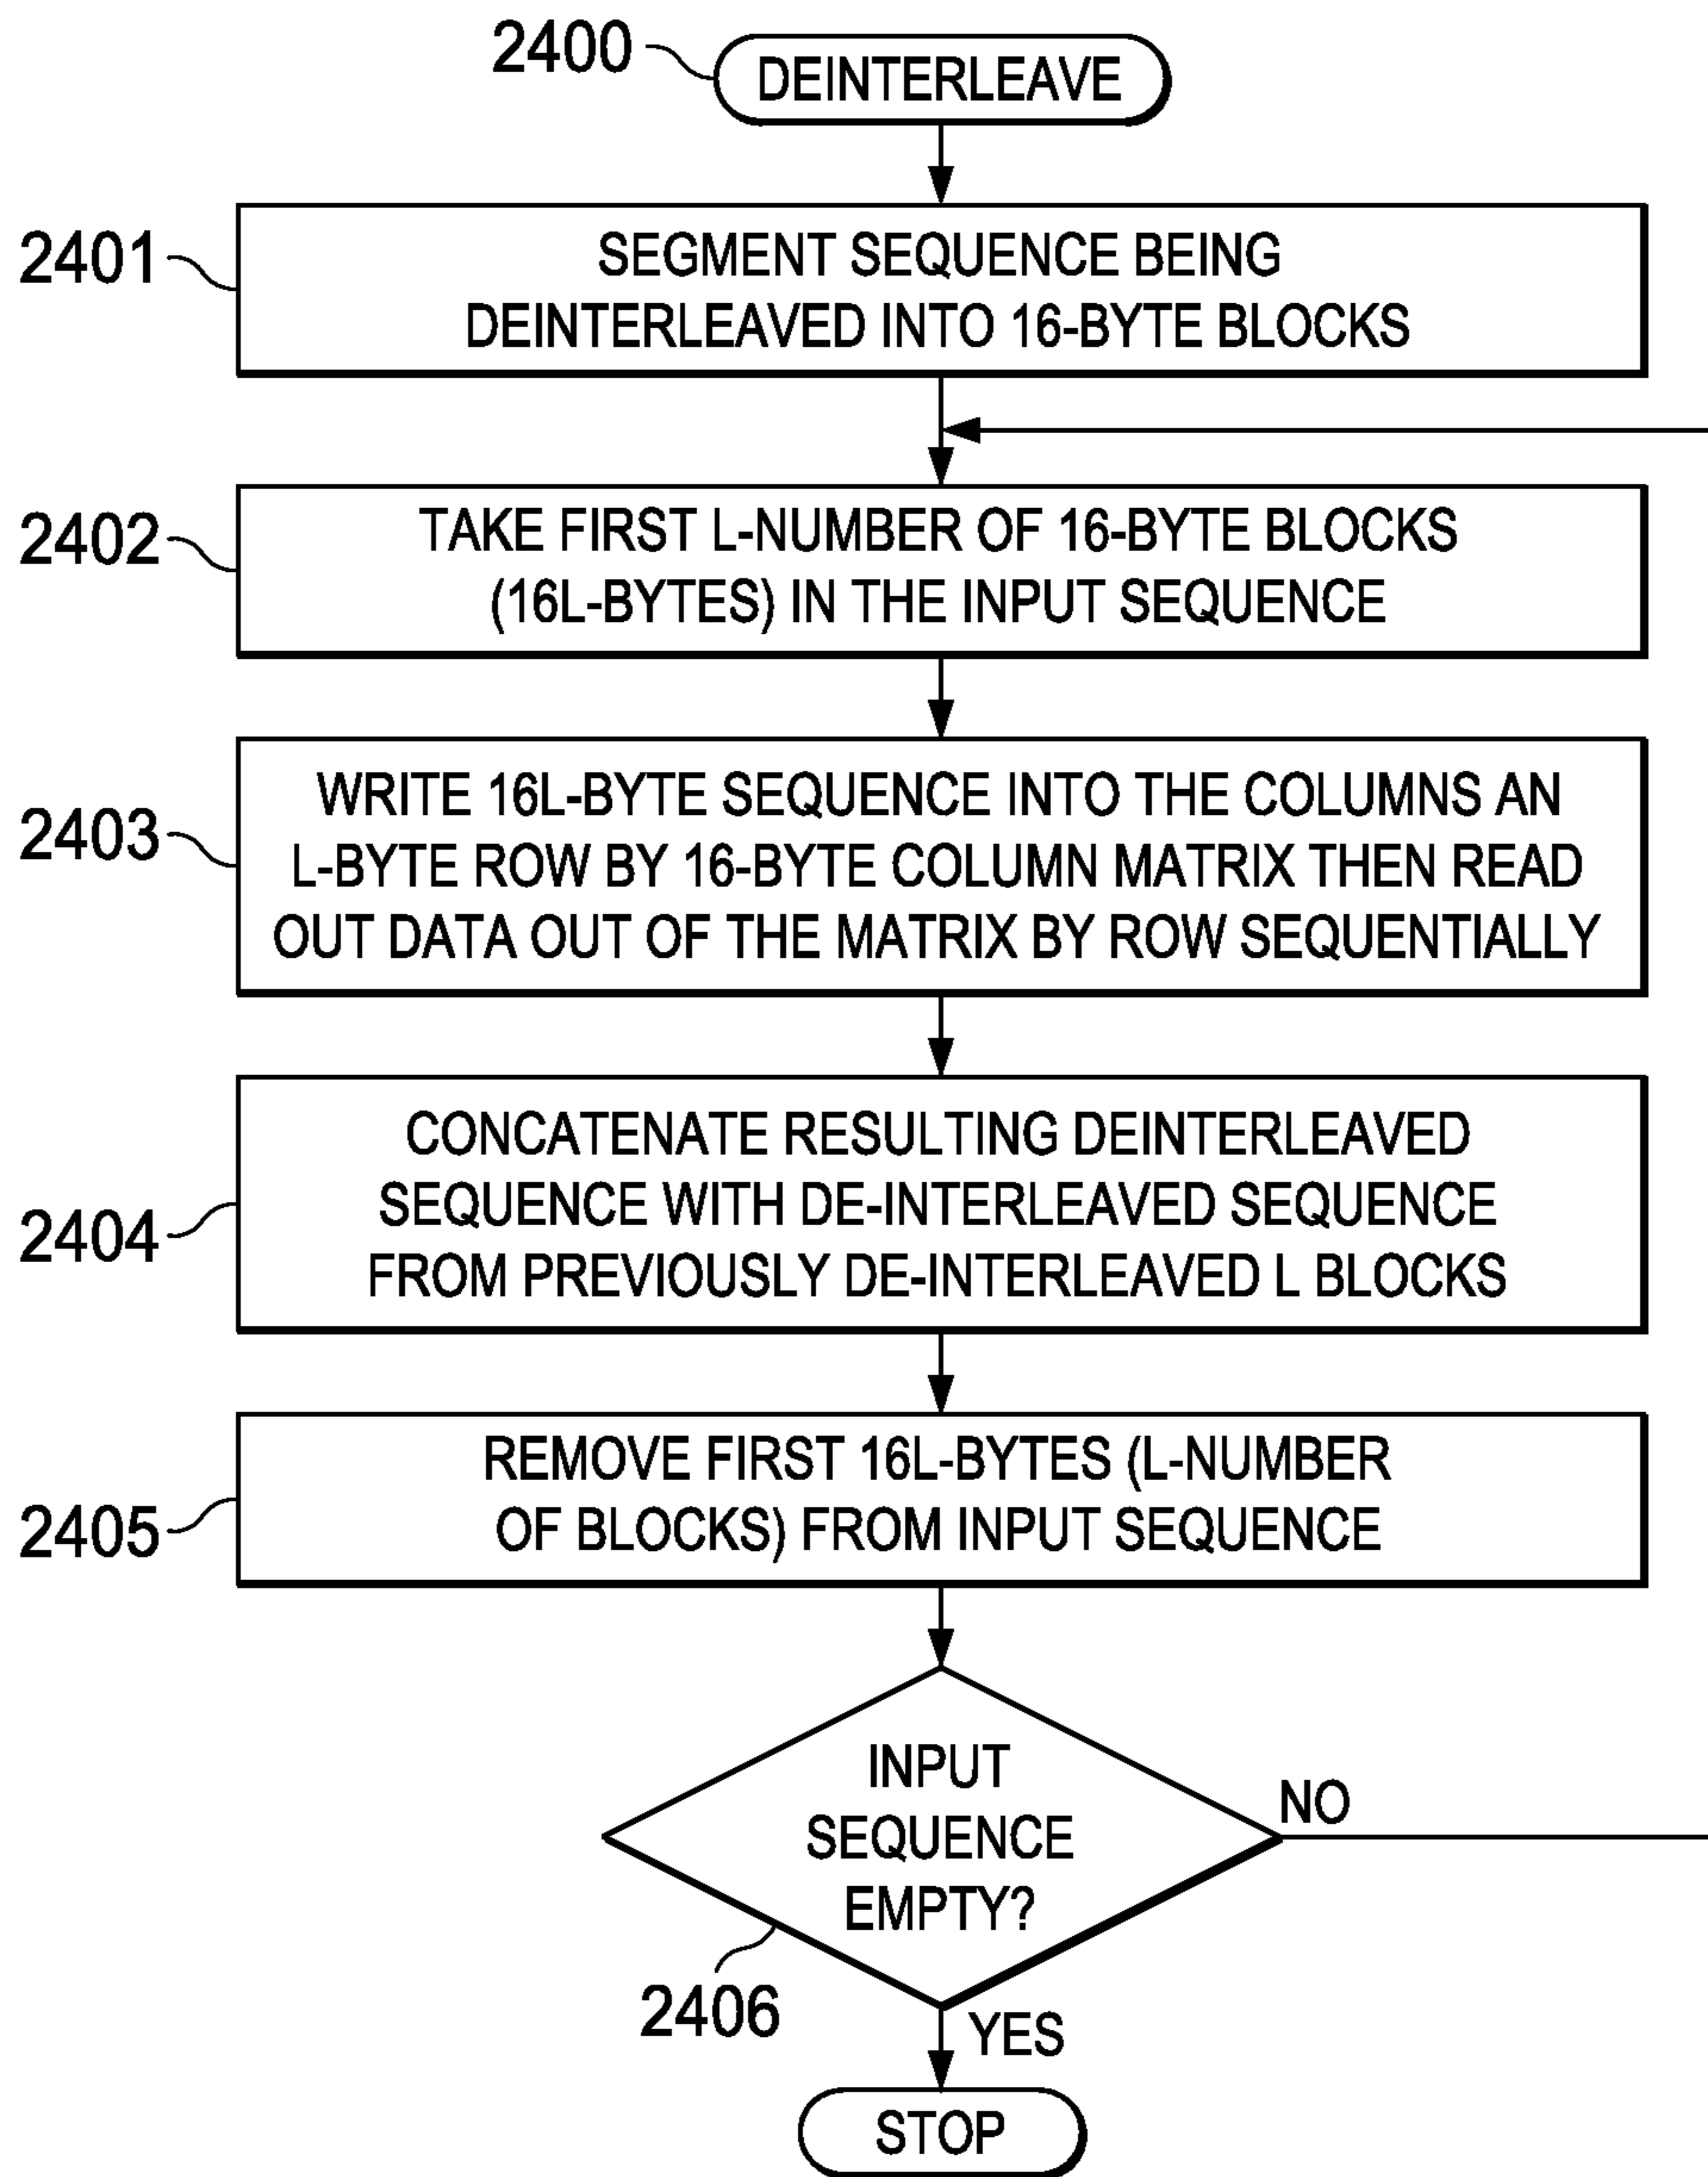 2400
DEINTERLEAVE
2401
SEGMENT SEQUENCE BEING
DEINTERLEAVED INTO 16-BYTE BLOCKS
2402
TAKE FIRST L-NUMBER OF 16-BYTE BLOCKS
(16L-BYTES) IN THE INPUT SEQUENCE
2403
WRITE 16L-BYTE SEQUENCE INTO THE COLUMNS AN
L-BYTE ROW BY 16-BYTE COLUMN MATRIX THEN READ
OUT DATA OUT OF THE MATRIX BY ROW SEQUENTIALLY
2404
CONCATENATE RESULTING DEINTERLEAVED
SEQUENCE WITH DE-INTERLEAVED SEQUENCE
FROM PREVIOUSLY DE-INTERLEAVED L BLOCKS
2405
REMOVE FIRST 16L-BYTES (L-NUMBER
OF BLOCKS) FROM INPUT SEQUENCE
INPUT
SEQUENCE
EMPTY?
NO
2406
YES
STOP